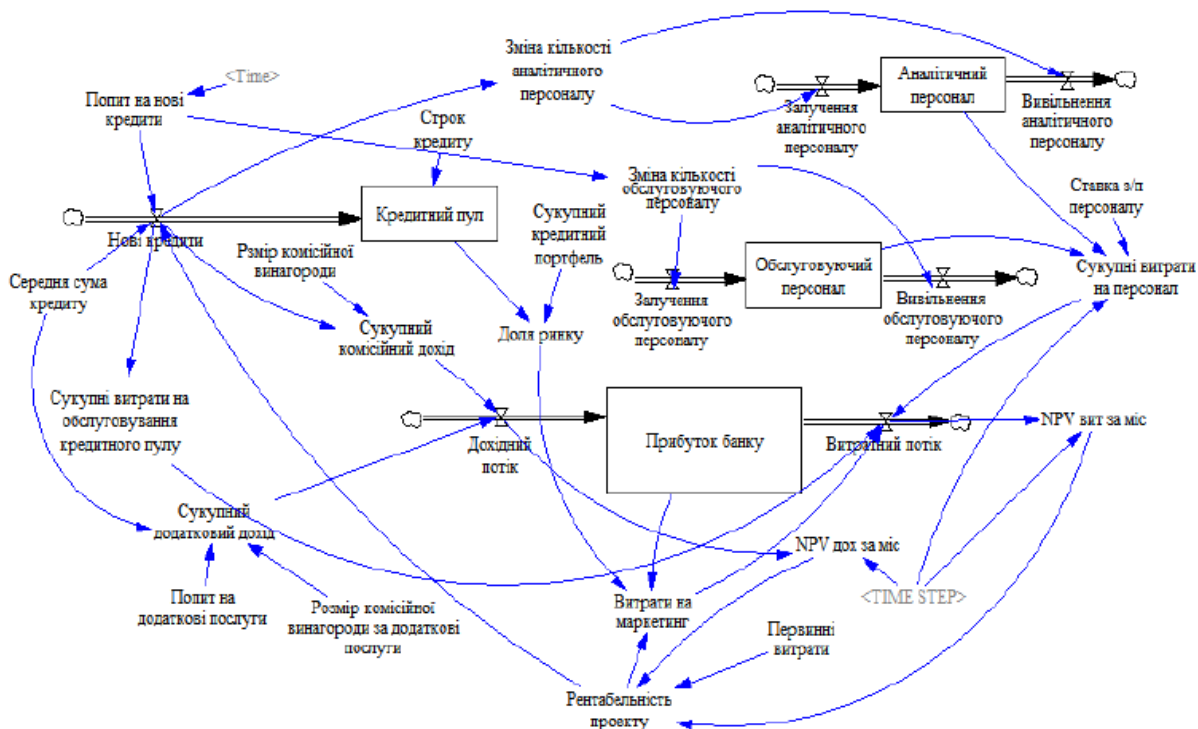 Зміна кількості
аналітичного
персоналу
<Time>
Попит на нові
кредити
Строк
кредиту
Залучення
аналітичного
персоналу
Аналітичний
персонал
Вивільнення
аналітичного
персоналу
Зміна кількості
обслуговуючого
персоналу
Ставка з/п
персоналу
Кредитний пул
Нові кредити
Сукупний
кредитний
портфель
Рзмір комісійної
винагороди
Середня сума
кредиту
Залучення
обслуговуючого
персоналу
Обслуговуючий
персонал
Вивільнення
обслуговуючого
персоналу
Сукупні витрати
на персонал
Сукупний
комісійний дохід
Доля ринку
Сукупні витрати на
обслуговування
кредитного пулу
Дохідний
потік
Прибуток банку
Витратний потік
NPV вит за міс
Сукупний
додатковий дохід
NPV дох за міс
<TIME STEP>
Попит на
додаткові послуги
Розмір комісійної
винагороди за додаткові
послуги
Витрати на
маркетинг
Первинні
витрати
Рентабельність
проекту